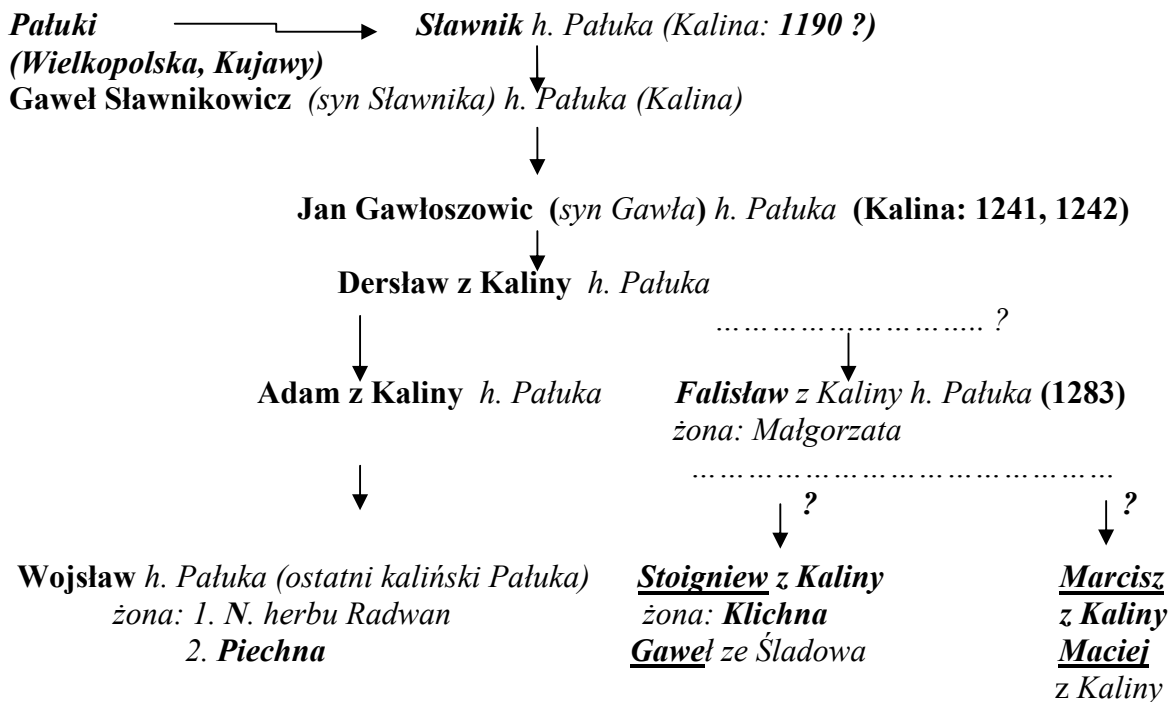 Pałuki Sławnik h. Pałuka (Kalina: 1190 ?)
(Wielkopolska, Kujawy)
Gaweł Sławnikowicz (syn Sławnika) h. Pałuka (Kalina)
Jan Gawłoszowic (syn Gawła) h. Pałuka (Kalina: 1241, 1242)
Dersław z Kaliny h. Pałuka
……………………….. ?
Adam z Kaliny h. Pałuka Falisław z Kaliny h. Pałuka (1283)
żona: Małgorzata
………………………………………
? ?
Wojsław h. Pałuka (ostatni kaliński Pałuka) Stoigniew z Kaliny Marcisz
żona: 1. N. herbu Radwan żona: Klichna z Kaliny
2. Piechna Gaweł ze Śladowa Maciej
z Kaliny